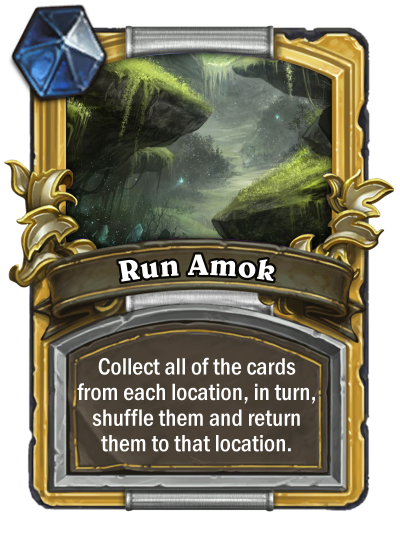 Run Amok
Collect all of the cards
from each location, in turn,
shuffle them and return
them to that location.